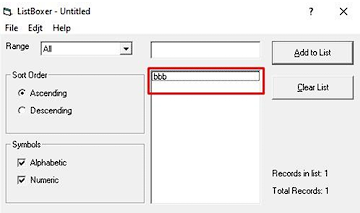 ListBoxer - Untitled
File Edjt Help
Range All Add to List
Sort Order bbb
Ascending Clear List
Descending
Symbols
Alphabetic Records in list: 1
Numeric Total Records: 1